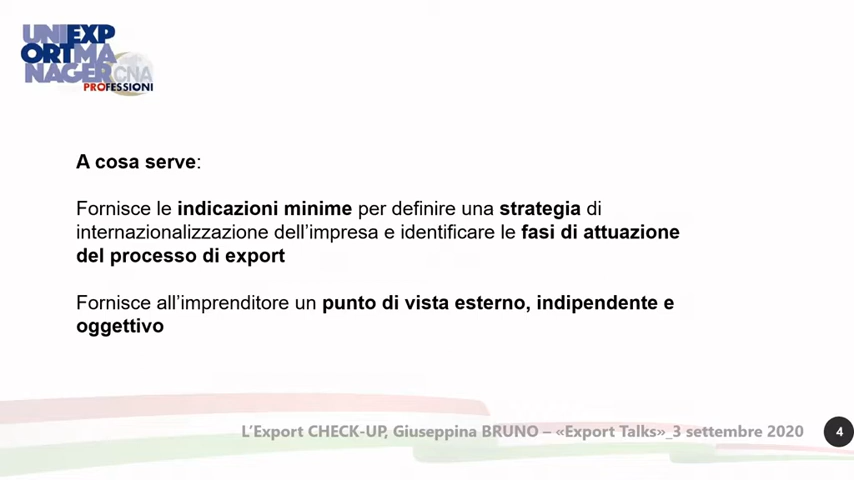 UNIEXP
ORTMA
NAGER CNA
PROFESSIONI
A cosa serve:
Fornisce le indicazioni minime per definire una strategia di
internazionalizzazione dell’impresa e identificare le fasi di attuazione
del processo di export
Fornisce all’imprenditore un punto di vista esterno, indipendente e
oggettivo
L’Export CHECK-UP, Giuseppina BRUNO – «Export Talks»_3 settembre 2020
4